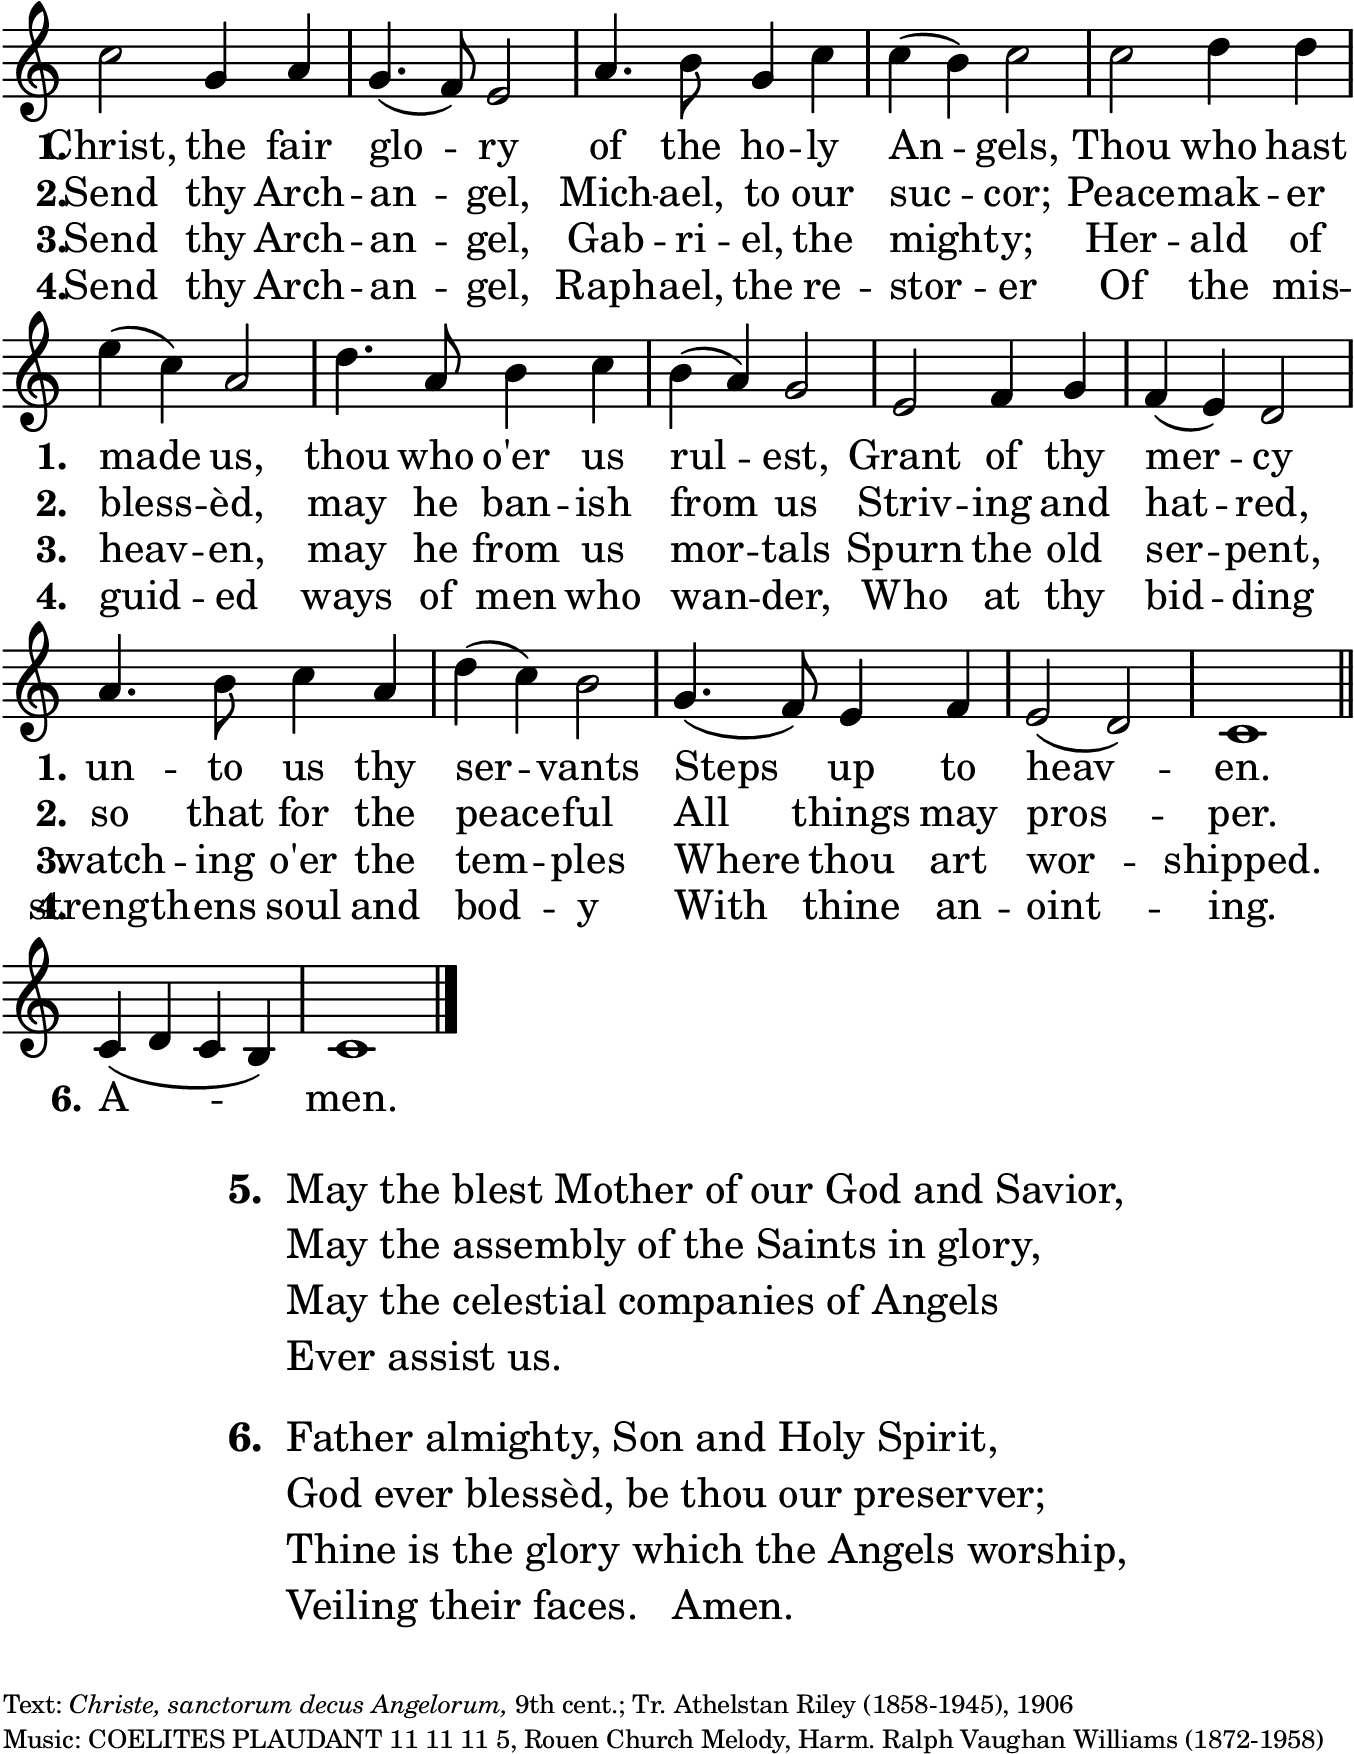 1. Christ, the fair glo -- ry of the ho -- ly An -- gels, Thou who hast
2. Send thy Arch -- an -- gel, Mich -- ael, to our suc -- cor; Peacemak -- er
3. Send thy Arch -- an -- gel, Gab -- ri -- el, the mighty; Her -- ald of
4. Send thy Arch -- an -- gel, Raphael, the re -- stor -- er Of the mis --
1. made us, thou who o'er us rul -- est, Grant of thy mer -- cy
2. bless -- èd, may he ban -- ish from us Striv -- ing and hat -- red,
3. heav -- en, may he from us mor -- tals Spurn the old ser -- pent,
4. guid -- ed ways of men who wan -- der, Who at thy bid -- ding
1. un -- to us thy ser -- vants Steps up to heav -- en.
2. so that for the peaceful All things may pros -- per.
3. watch -- ing o'er the tem -- ples Where thou art wor -- shipped.
4. strengthens soul and bod -- y With thine an -- oint -- ing.
6. A -- men.
5. May the blest Mother of our God and Savior,
May the assembly of the Saints in glory,
May the celestial companies of Angels
Ever assist us.
6. Father almighty, Son and Holy Spirit,
God ever blessèd, be thou our preserver;
Thine is the glory which the Angels worship,
Veiling their faces. Amen.
Text: Christe, sanctorum decus Angelorum, 9th cent.; Tr. Athelstan Riley (1858-1945), 1906
Music: COELITES PLAUDANT 11 11 11 5, Rouen Church Melody, Harm. Ralph Vaughan Williams (1872-1958)